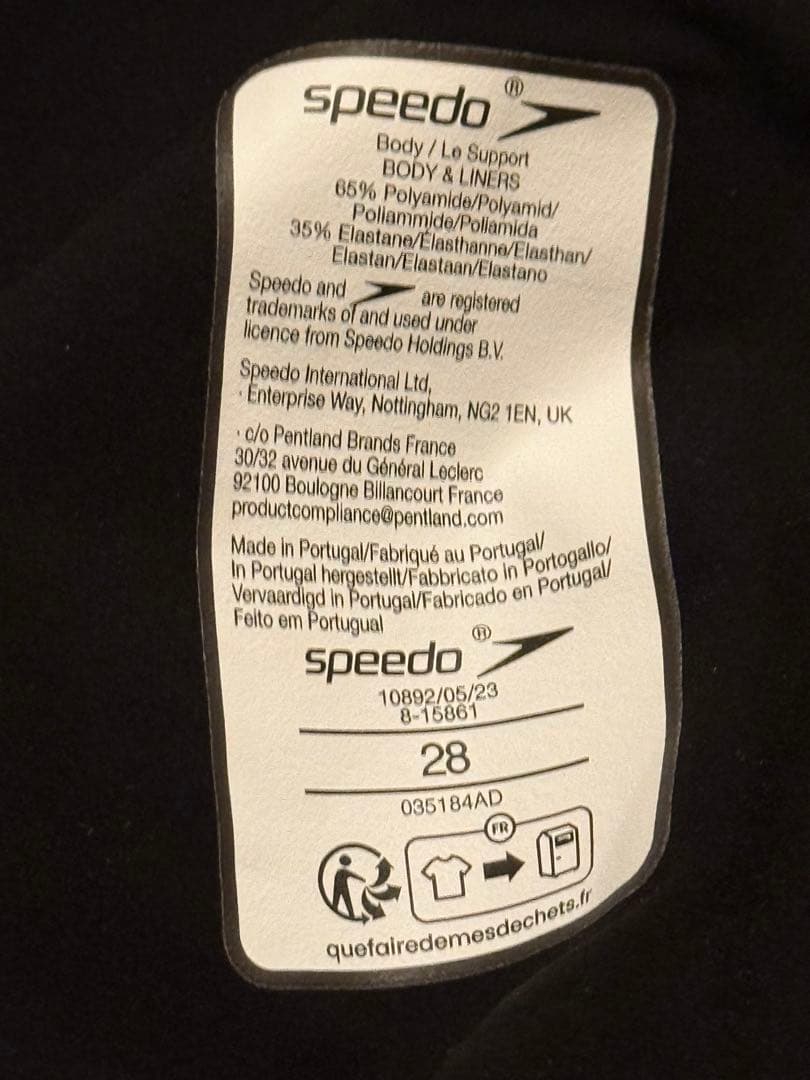 speedo®
Body / Le Support
BODY & LINERS
65% Polyamide/Polyamid/
Poliammide/Poliamida
35% Elastane/Élasthanne/Elasthan/
Elastan/Elastaan/Elastano
Speedo and are registered
trademarks of and used under
licence from Speedo Holdings B.V.
Speedo International Ltd,
· Enterprise Way, Nottingham, NG2 1EN, UK
· c/o Pentland Brands France
30/32 avenue du Général Leclerc
92100 Boulogne Billancourt France
productcompliance@pentland.com
Made in Portugal/Fabriqué au Portugal/
In Portugal hergestellt/Fabbricato in Portogallo/
Vervaardigd in Portugal/Fabricado en Portugal/
Feito em Portugual
speedo®
10892/05/23
8-15861
28
035184AD
FR
quefairedemesdechets.fr